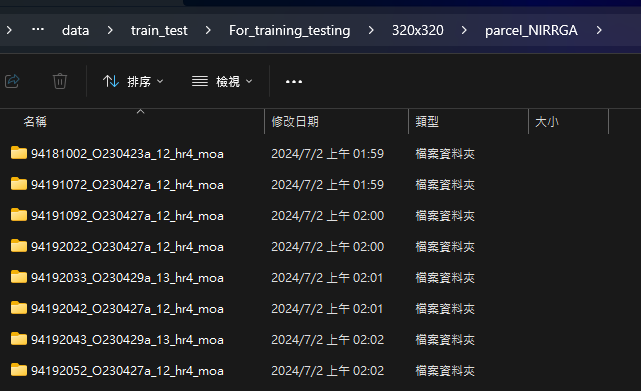 … data > train_test > For_training_testing > 320x320 > parcel_NIRRGA >
排序 檢視 …
名稱 修改日期 類型 大小
94181002_O230423a_12_hr4_moa 2024/7/2 上午 01:59 檔案資料夾
94191072_O230427a_12_hr4_moa 2024/7/2 上午 01:59 檔案資料夾
94191092_O230427a_12_hr4_moa 2024/7/2 上午 02:00 檔案資料夾
94192022_O230427a_12_hr4_moa 2024/7/2 上午 02:00 檔案資料夾
94192033_O230429a_13_hr4_moa 2024/7/2 上午 02:01 檔案資料夾
94192042_O230427a_12_hr4_moa 2024/7/2 上午 02:01 檔案資料夾
94192043_O230429a_13_hr4_moa 2024/7/2 上午 02:02 檔案資料夾
94192052_O230427a_12_hr4_moa 2024/7/2 上午 02:02 檔案資料夾